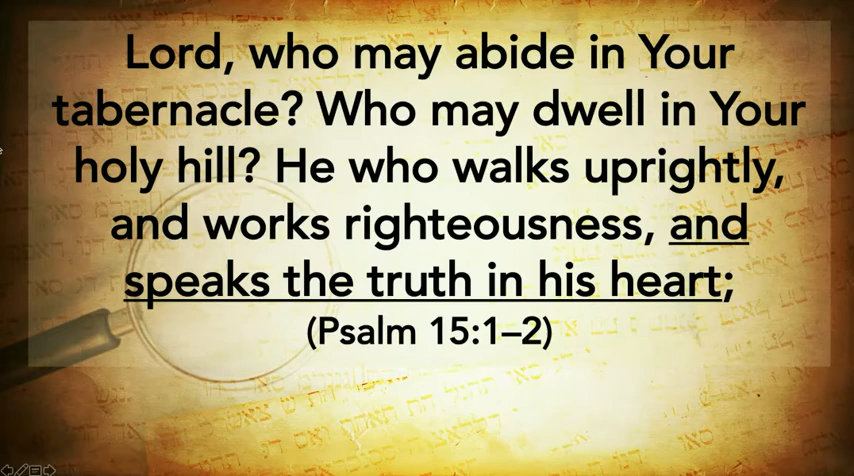 Lord, who may abide in Your
tabernacle? Who may dwell in Your
holy hill? He who walks uprightly,
and works righteousness, and
speaks the truth in his heart;
(Psalm 15:1–2)